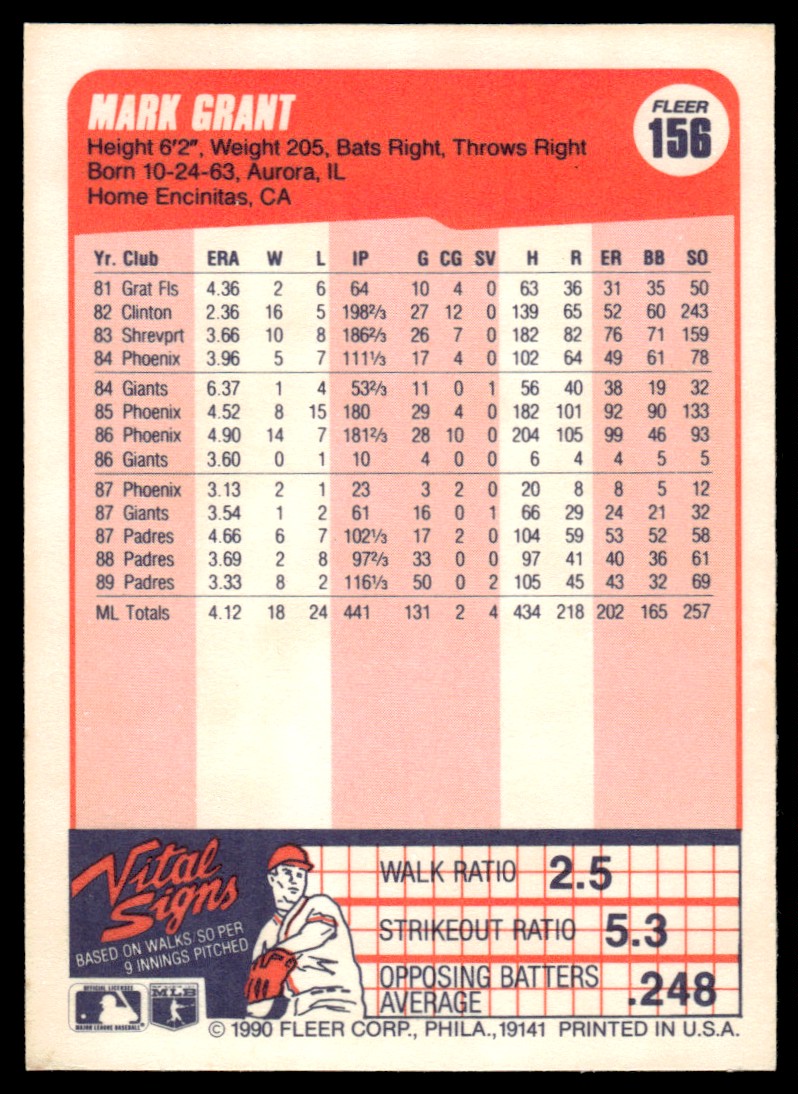 MARK GRANT
FLEER
156
Height 6'2", Weight 205, Bats Right, Throws Right
Born 10-24-63, Aurora, IL
Home Encinitas, CA
Yr. Club ERA W L IP G CG SV H R ER BB SO
81 Grat Fls 4.36 2 6 64 10 4 0 63 36 31 35 50
82 Clinton 2.36 16 5 198⅔ 27 12 0 139 65 52 60 243
83 Shrevprt 3.66 10 8 186⅔ 26 7 0 182 82 76 71 159
84 Phoenix 3.96 5 7 111⅓ 17 4 0 102 64 49 61 78
84 Giants 6.37 1 4 53⅔ 11 0 1 56 40 38 19 32
85 Phoenix 4.52 8 15 180 29 4 0 182 101 92 90 133
86 Phoenix 4.90 14 7 181⅔ 28 10 0 204 105 99 46 93
86 Giants 3.60 0 1 10 4 0 0 6 4 4 5 5
87 Phoenix 3.13 2 1 23 3 2 0 20 8 8 5 12
87 Giants 3.54 1 2 61 16 0 1 66 29 24 21 32
87 Padres 4.66 6 7 102⅓ 17 2 0 104 59 53 52 58
88 Padres 3.69 2 8 97⅔ 33 0 0 97 41 40 36 61
89 Padres 3.33 8 2 116⅓ 50 0 2 105 45 43 32 69
ML Totals 4.12 18 24 441 131 2 4 434 218 202 165 257
Vital
Signs
BASED ON WALKS/SO PER
9 INNINGS PITCHED
WALK RATIO 2.5
STRIKEOUT RATIO 5.3
OPPOSING BATTERS
AVERAGE .248
OFFICIAL LICENSEE
MAJOR LEAGUE BASEBALL
MLB
© 1990 FLEER CORP., PHILA., 19141 PRINTED IN U.S.A.